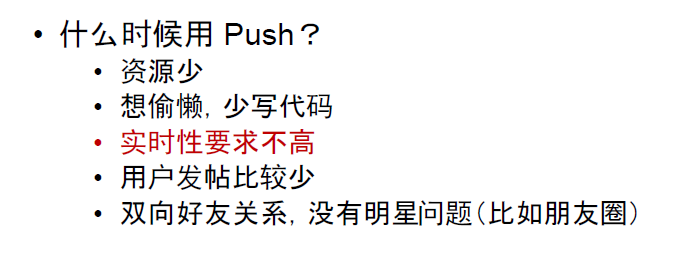 • 什么时候用 Push？
• 资源少
• 想偷懒，少写代码
• 实时性要求不高
• 用户发帖比较少
• 双向好友关系，没有明星问题（比如朋友圈）